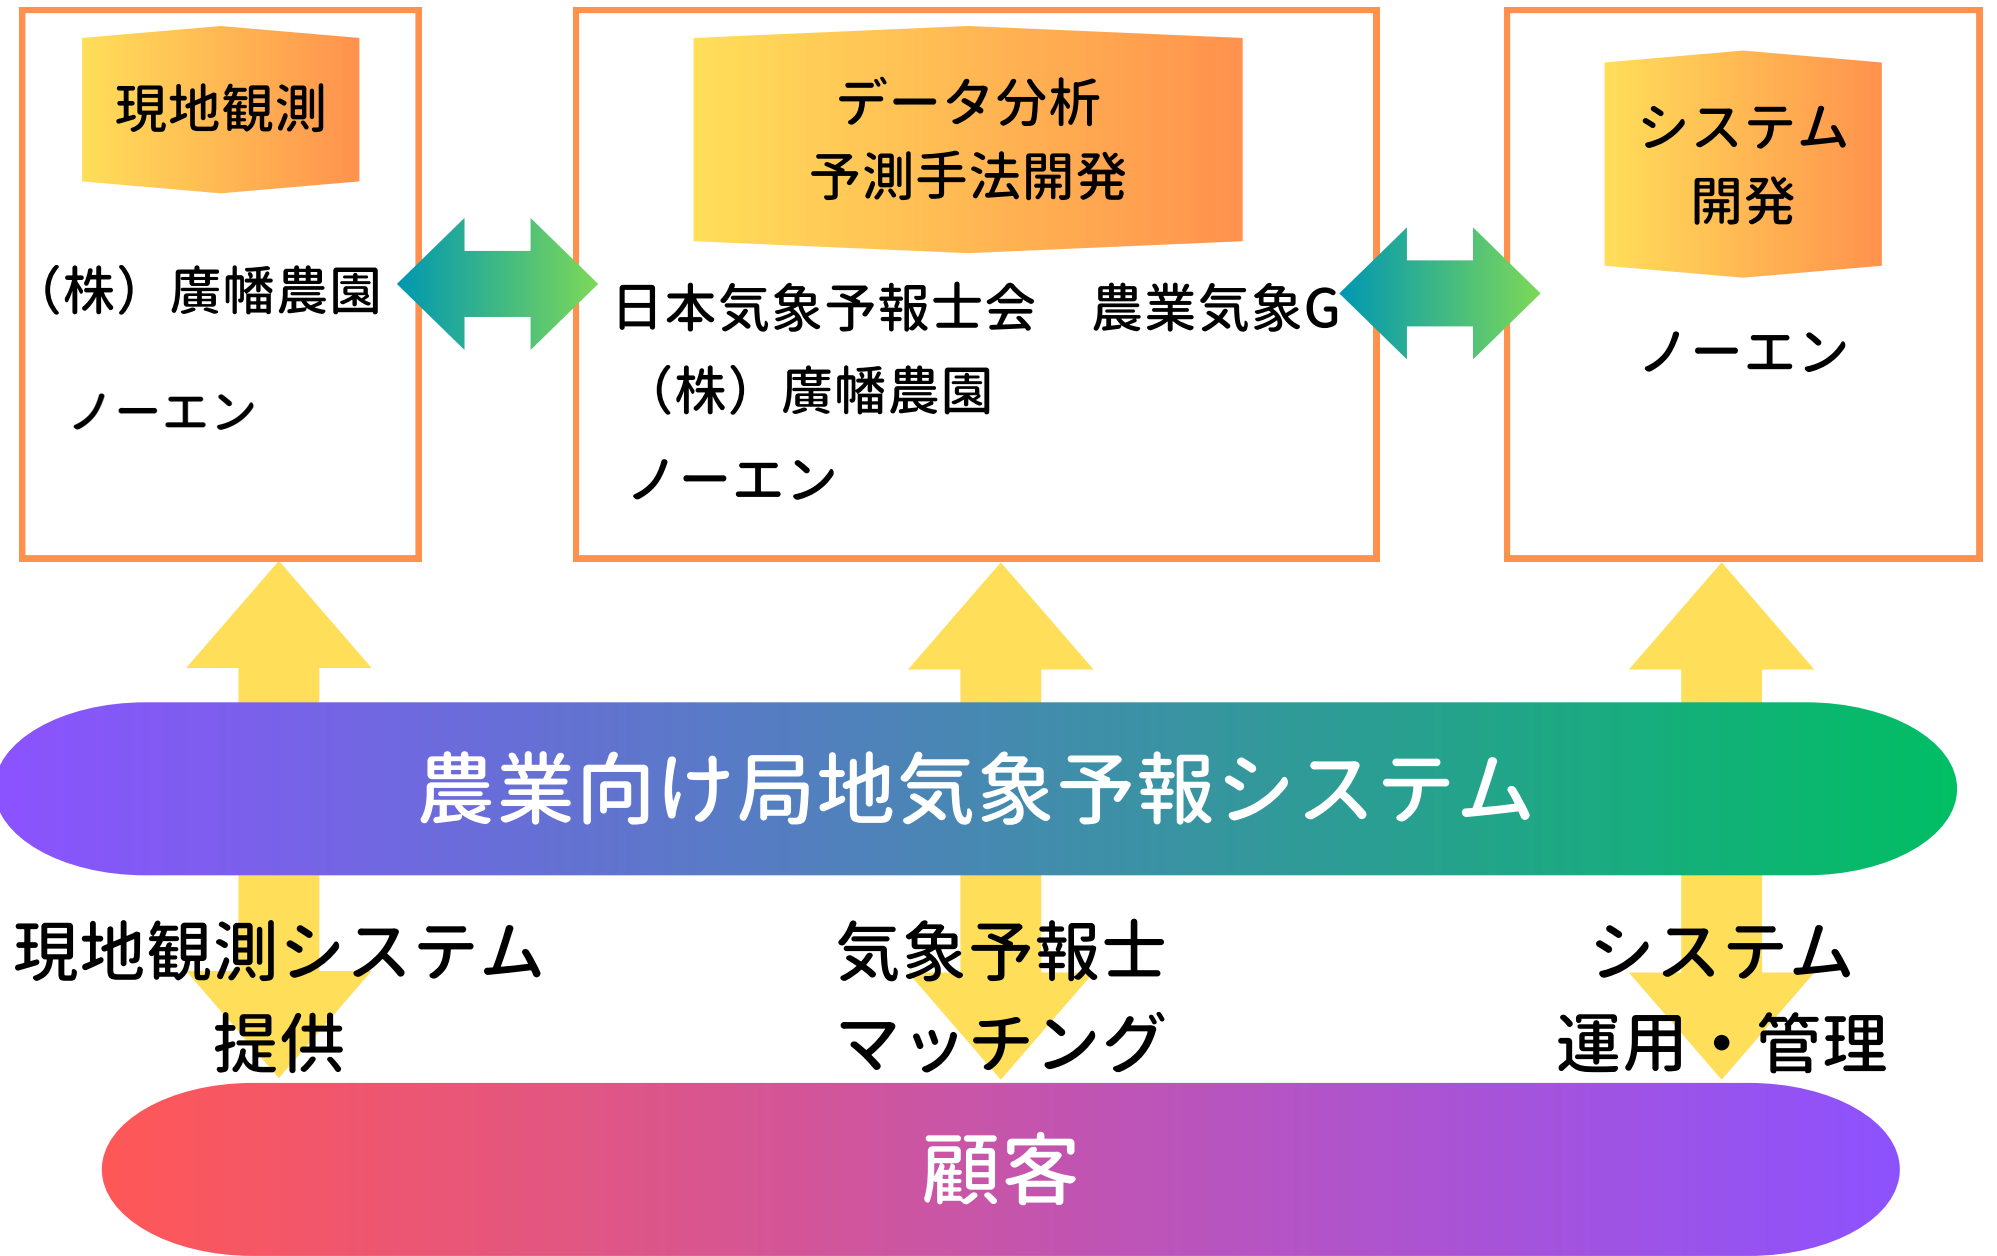 現地観測
（株）廣幡農園
ノーエン
データ分析
予測手法開発
日本気象予報士会　農業気象G
（株）廣幡農園
ノーエン
システム
開発
ノーエン
農業向け局地気象予報システム
現地観測システム
提供
気象予報士
マッチング
システム
運用・管理
顧客